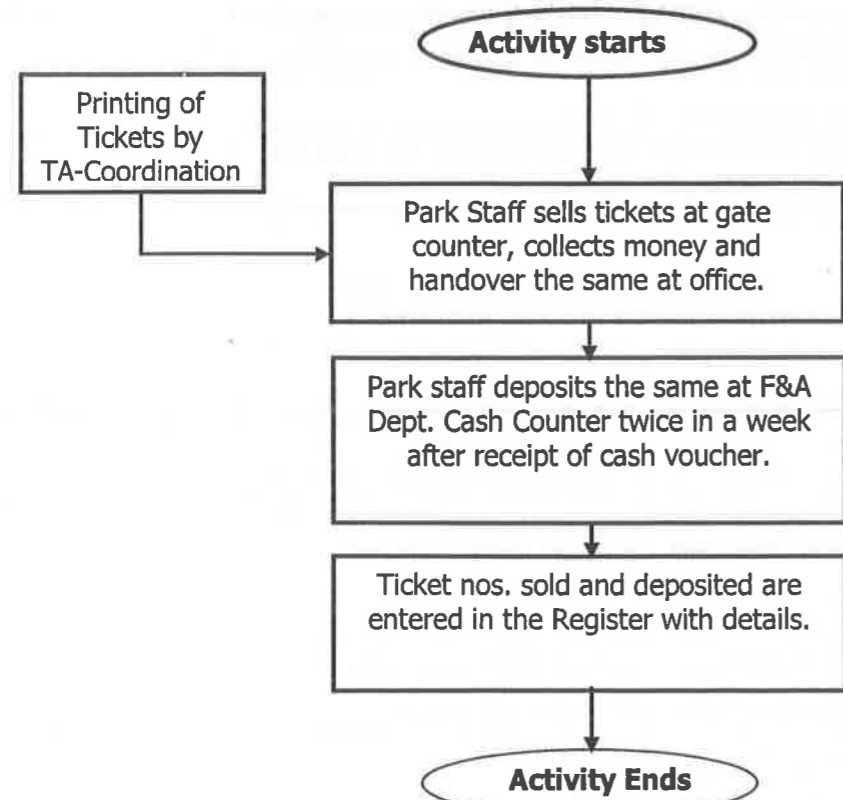 Activity starts
Printing of
Tickets by
TA-Coordination
Park Staff sells tickets at gate
counter, collects money and
handover the same at office.
Park staff deposits the same at F&A
Dept. Cash Counter twice in a week
after receipt of cash voucher.
Ticket nos. sold and deposited are
entered in the Register with details.
Activity Ends